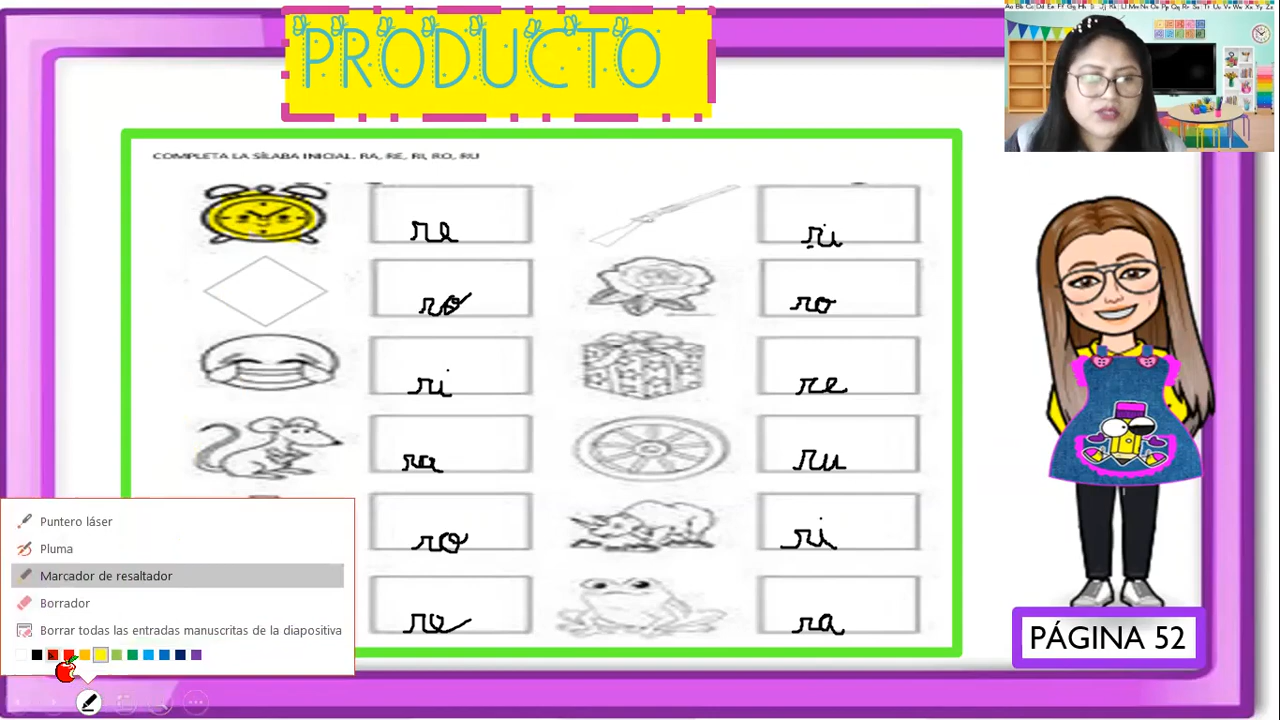 PRODUCTO
COMPLETA LA SÍLABA INICIAL. RA, RE, RI, RO, RU
re
ri
ro
ro
ri
re
ra
ru
ro
ri
ra
Puntero láser
Pluma
Marcador de resaltador
Borrador
Borrar todas las entradas manuscritas de la diapositiva
PÁGINA 52